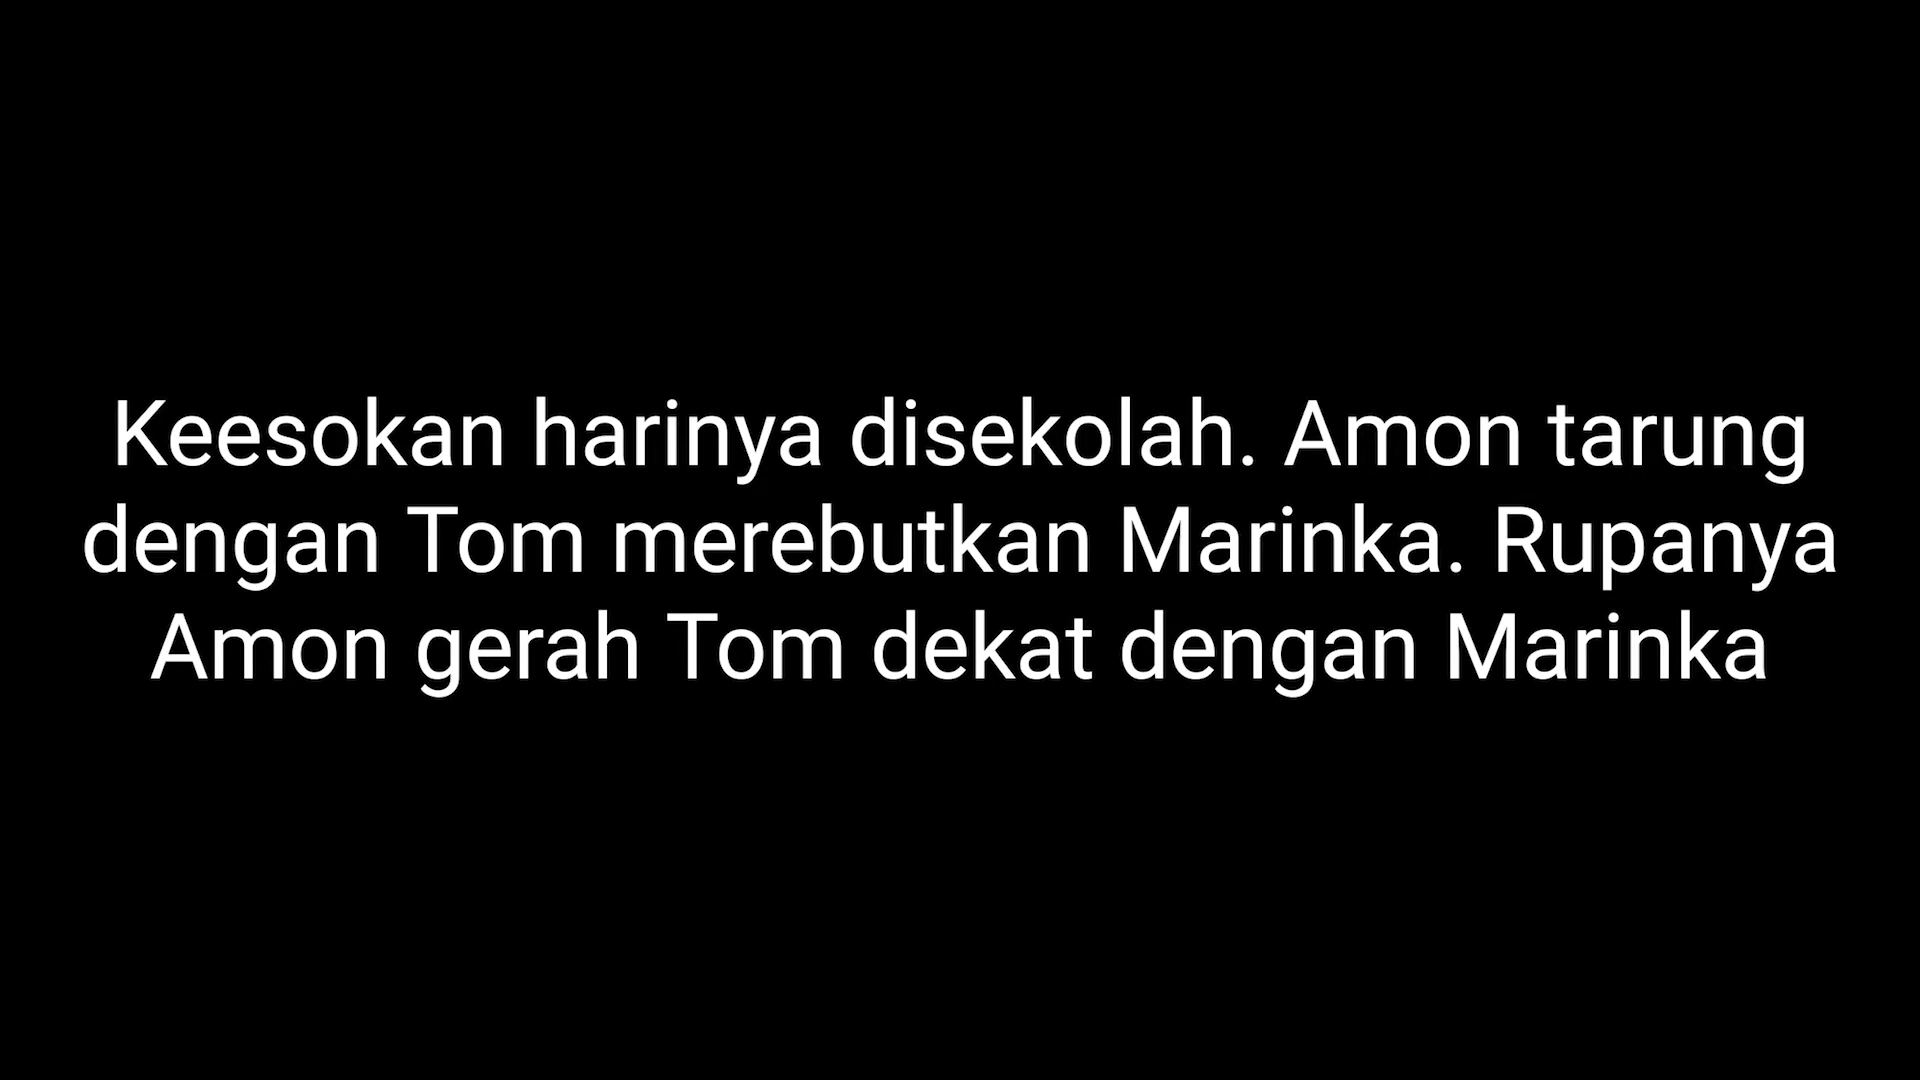 Keesokan harinya disekolah. Amon tarung
dengan Tom merebutkan Marinka. Rupanya
Amon gerah Tom dekat dengan Marinka